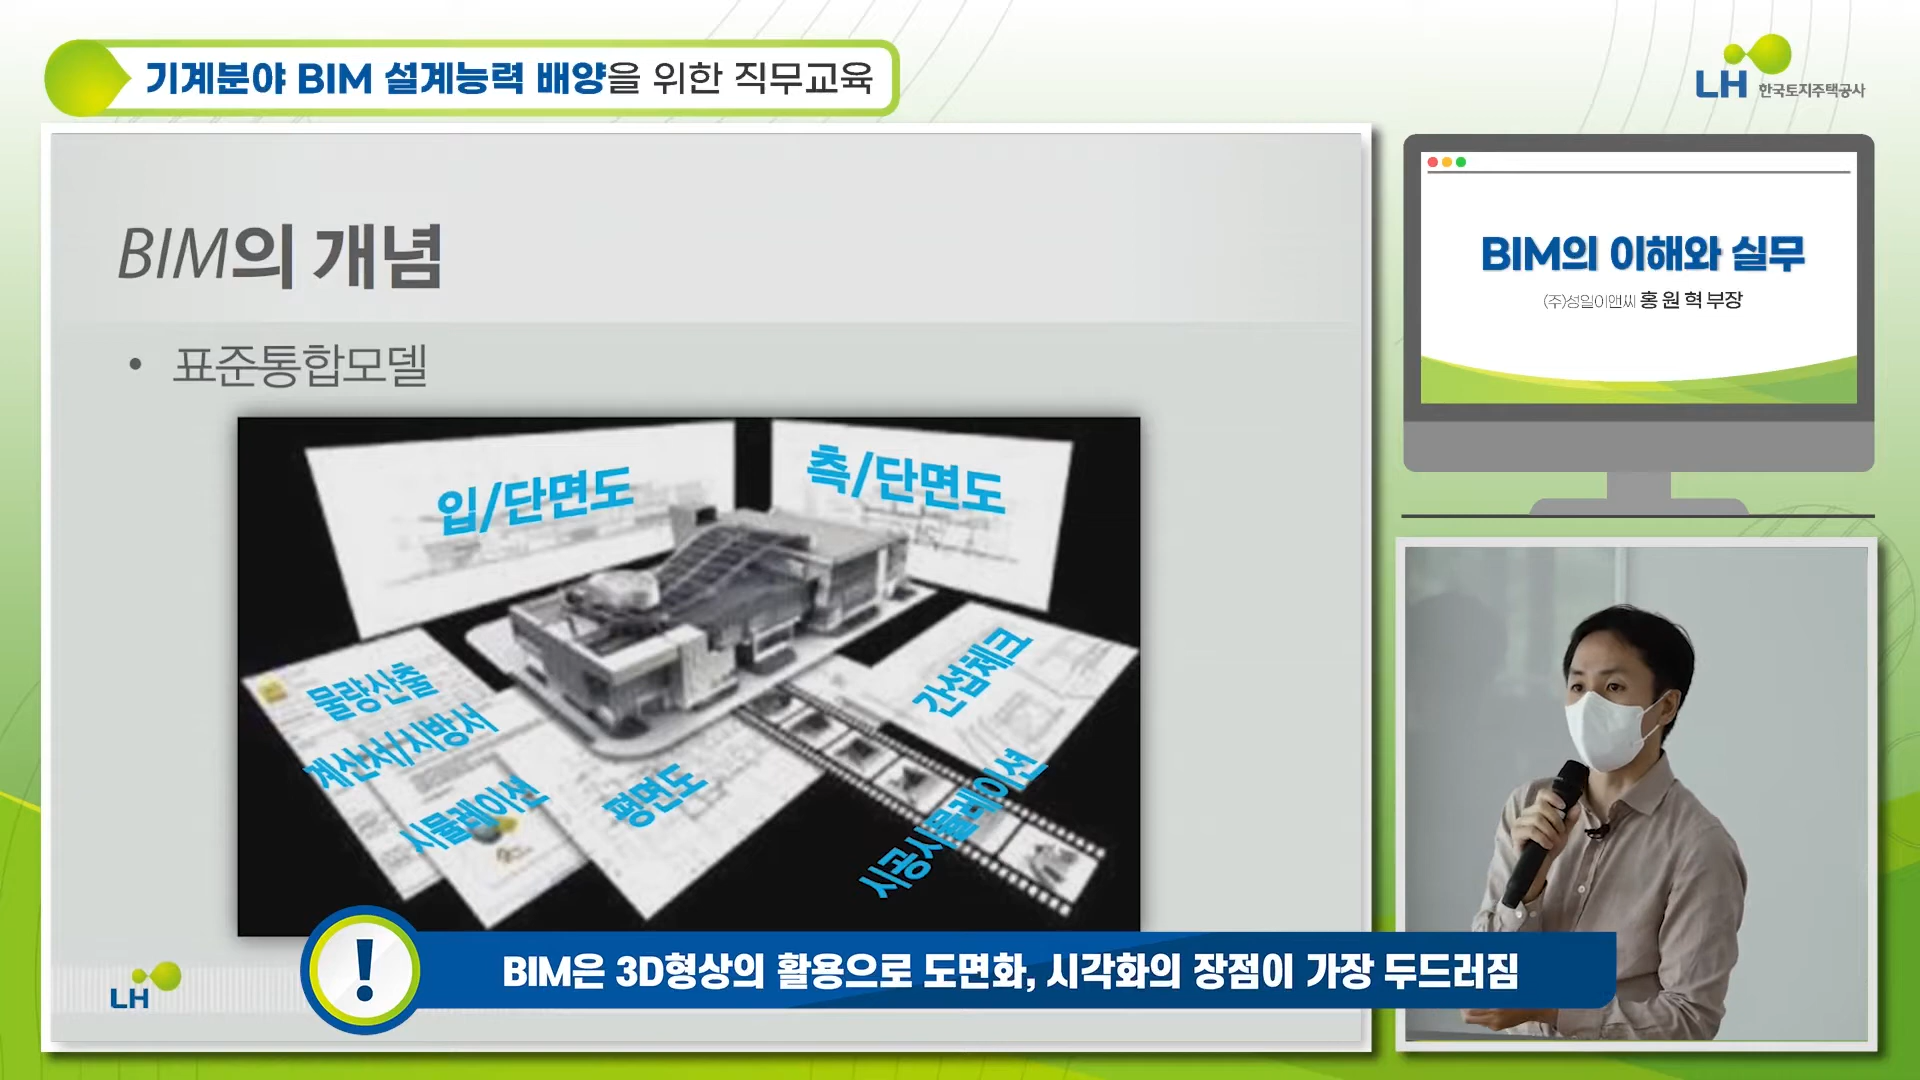 기계분야 BIM 설계능력 배양을 위한 직무교육
LH 한국토지주택공사
BIM의 개념
• 표준통합모델
입/단면도
측/단면도
물량산출
계산서/시방서
시뮬레이션
평면도
간섭체크
시공시뮬레이션
BIM의 이해와 실무
(주)성일이앤씨 홍 원 혁 부장
LH
! BIM은 3D형상의 활용으로 도면화, 시각화의 장점이 가장 두드러짐